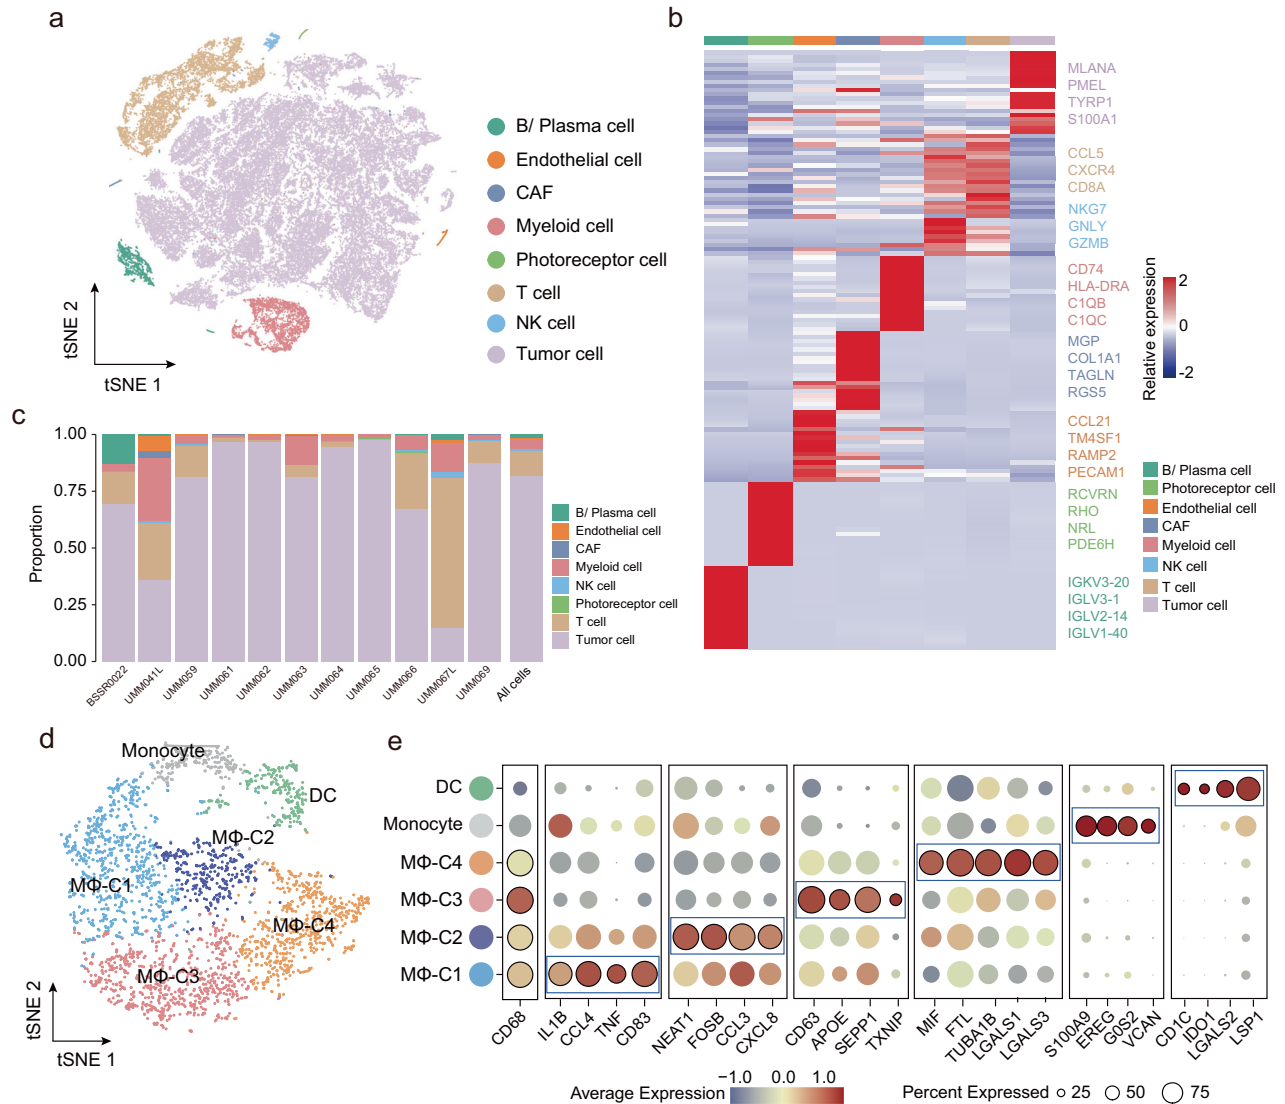 a
B/ Plasma cell
Endothelial cell
CAF
Myeloid cell
Photoreceptor cell
T cell
NK cell
Tumor cell
tSNE 2
tSNE 1
b
MLANA
PMEL
TYRP1
S100A1
CCL5
CXCR4
CD8A
NKG7
GNLY
GZMB
CD74
HLA-DRA
C1QB
C1QC
MGP
COL1A1
TAGLN
RGS5
CCL21
TM4SF1
RAMP2
PECAM1
RCVRN
RHO
NRL
PDE6H
IGKV3-20
IGLV3-1
IGLV2-14
IGLV1-40
Relative expression
2
0
-2
B/ Plasma cell
Photoreceptor cell
Endothelial cell
CAF
Myeloid cell
NK cell
T cell
Tumor cell
c
Proportion
1.00
0.75
0.50
0.25
0.00
BSSR0022
UMM041L
UMM059
UMM061
UMM062
UMM063
UMM064
UMM065
UMM066
UMM067L
UMM069
All cells
B/ Plasma cell
Endothelial cell
CAF
Myeloid cell
NK cell
Photoreceptor cell
T cell
Tumor cell
d
Monocyte
DC
MΦ-C2
MΦ-C1
MΦ-C4
MΦ-C3
tSNE 2
tSNE 1
e
DC
Monocyte
MΦ-C4
MΦ-C3
MΦ-C2
MΦ-C1
CD68
IL1B
CCL4
TNF
CD83
NEAT1
FOSB
CCL3
CXCL8
CD63
APOE
SEPP1
TXNIP
MIF
FTL
TUBA1B
LGALS1
LGALS3
S100A9
EREG
G0S2
VCAN
CD1C
IDO1
LGALS2
LSP1
Average Expression
−1.0 0.0 1.0
Percent Expressed 25 50 75